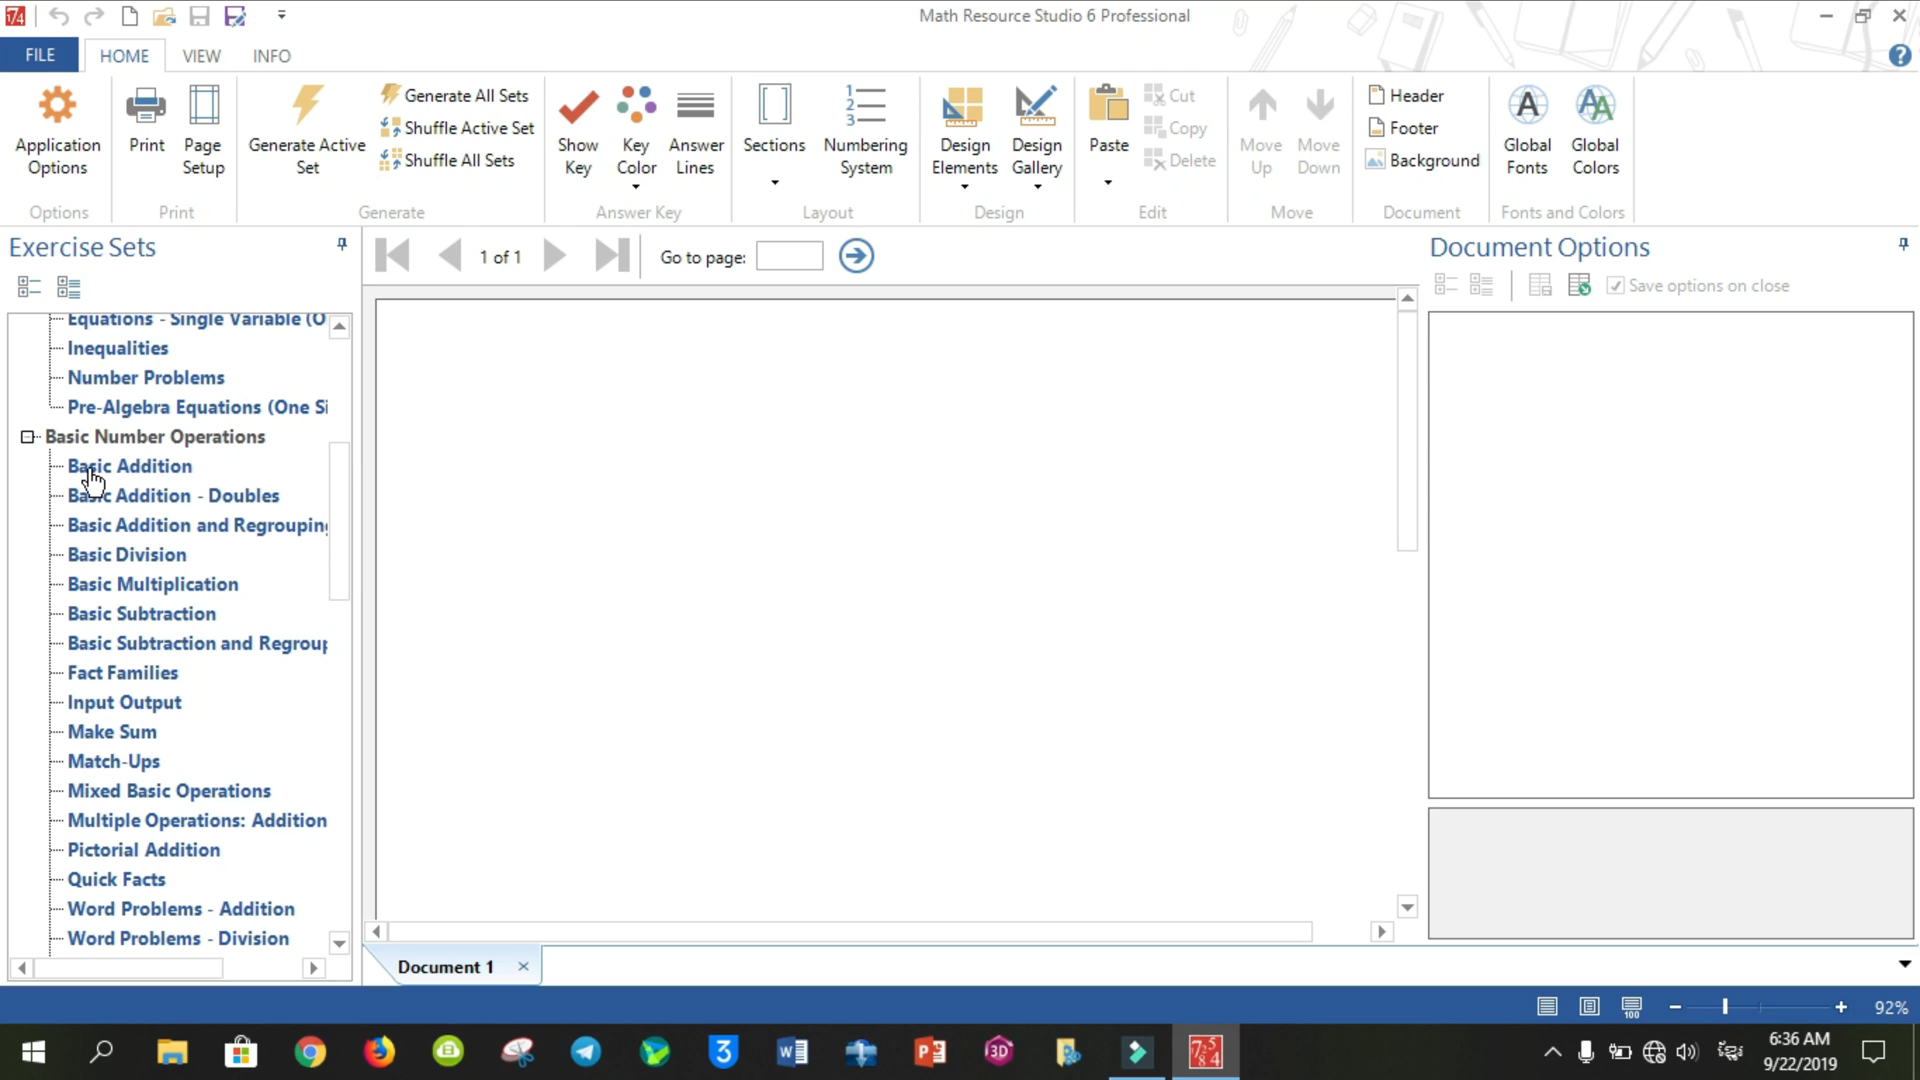 Math Resource Studio 6 Professional
FILE HOME VIEW INFO
Application Options
Print
Page Setup
Generate Active Set
Generate All Sets
Shuffle Active Set
Shuffle All Sets
Show Key
Key Color
Answer Lines
Sections
Numbering System
Design Elements
Design Gallery
Paste
Cut
Copy
Delete
Move Up
Move Down
Header
Footer
Background
Global Fonts
Global Colors
Options Print Generate Answer Key Layout Design Edit Move Document Fonts and Colors
Exercise Sets
1 of 1 Go to page:
Document Options
Save options on close
Equations - Single Variable (O
Inequalities
Number Problems
Pre-Algebra Equations (One Si
Basic Number Operations
Basic Addition
Basic Addition - Doubles
Basic Addition and Regrouping
Basic Division
Basic Multiplication
Basic Subtraction
Basic Subtraction and Regroup
Fact Families
Input Output
Make Sum
Match-Ups
Mixed Basic Operations
Multiple Operations: Addition
Pictorial Addition
Quick Facts
Word Problems - Addition
Word Problems - Division
Document 1
100
92%
6:36 AM
9/22/2019